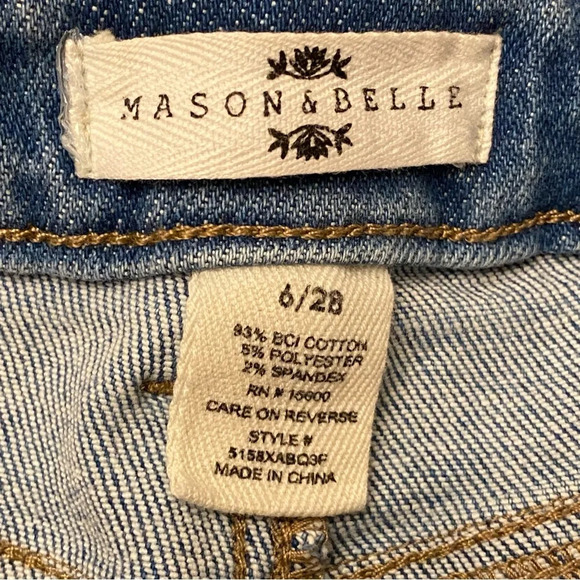 MASON & BELLE
6/28
93% BCI COTTON
5% POLYESTER
2% SPANDEX
RN # 15600
CARE ON REVERSE
STYLE #
5158XABQ3F
MADE IN CHINA